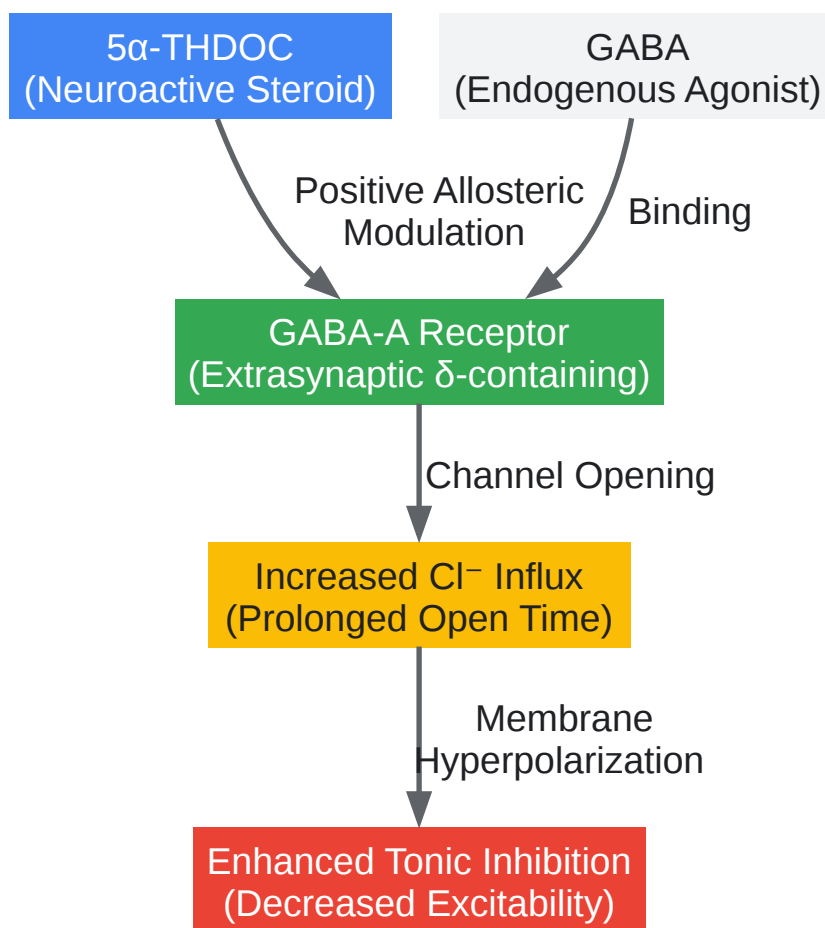 5α-THDOC
(Neuroactive Steroid)
GABA
(Endogenous Agonist)
Positive Allosteric
Modulation
Binding
GABA-A Receptor
(Extrasynaptic δ-containing)
Channel Opening
Increased Cl⁻ Influx
(Prolonged Open Time)
Membrane
Hyperpolarization
Enhanced Tonic Inhibition
(Decreased Excitability)